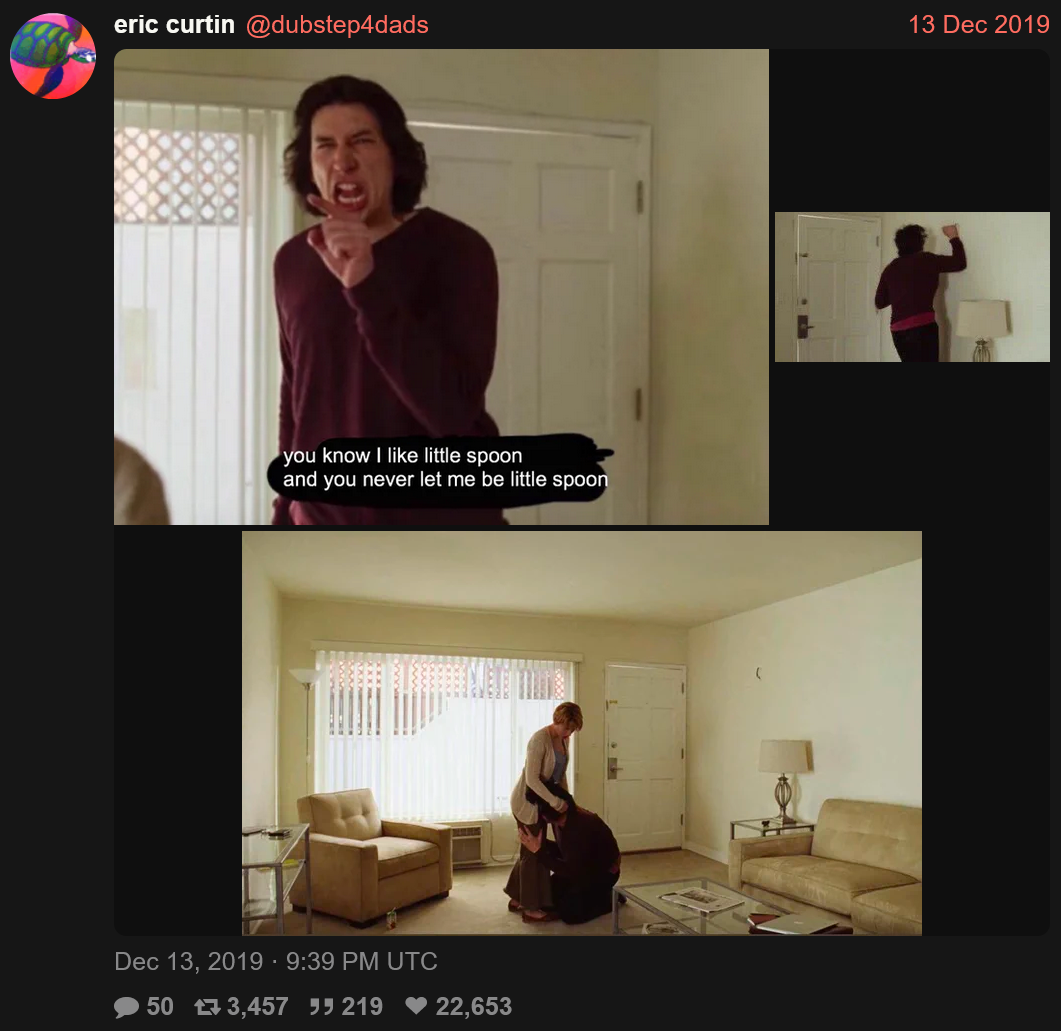 eric curtin @dubstep4dads 13 Dec 2019
you know I like little spoon
and you never let me be little spoon
Dec 13, 2019 · 9:39 PM UTC
50 3,457 219 22,653